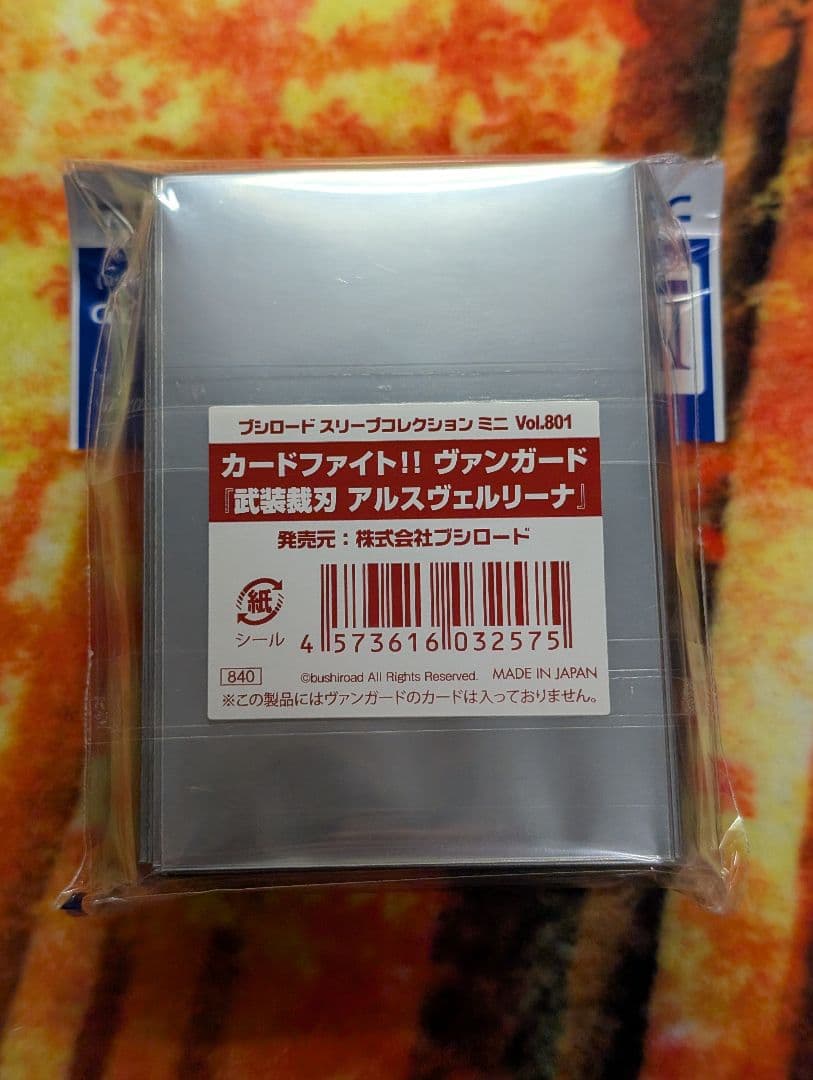 ブシロード スリーブコレクション ミニ Vol.801
カードファイト!! ヴァンガード
『武装裁刃 アルスヴェルリーナ』
発売元：株式会社ブシロード
紙
シール
4 573616 032575
840
©bushiroad All Rights Reserved. MADE IN JAPAN
※この製品にはヴァンガードのカードは入っておりません。